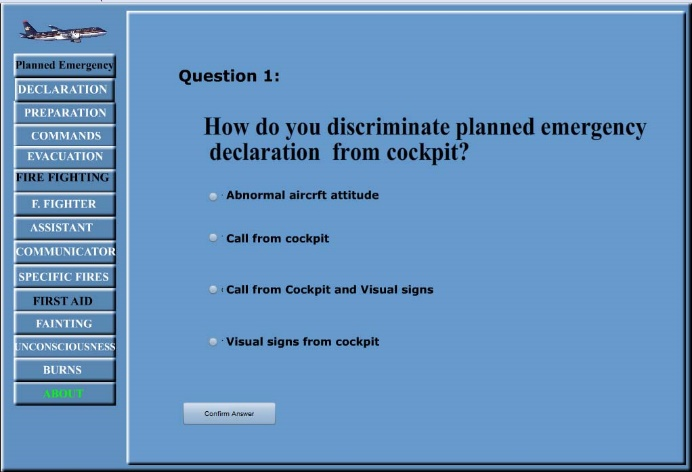 Planned Emergency
DECLARATION
PREPARATION
COMMANDS
EVACUATION
FIRE FIGHTING
F. FIGHTER
ASSISTANT
COMMUNICATOR
SPECIFIC FIRES
FIRST AID
FAINTING
UNCONSCIOUSNESS
BURNS
ABOUT
Question 1:
How do you discriminate planned emergency
declaration from cockpit?
Abnormal aircrft attitude
Call from cockpit
Call from Cockpit and Visual signs
Visual signs from cockpit
Confirm Answer